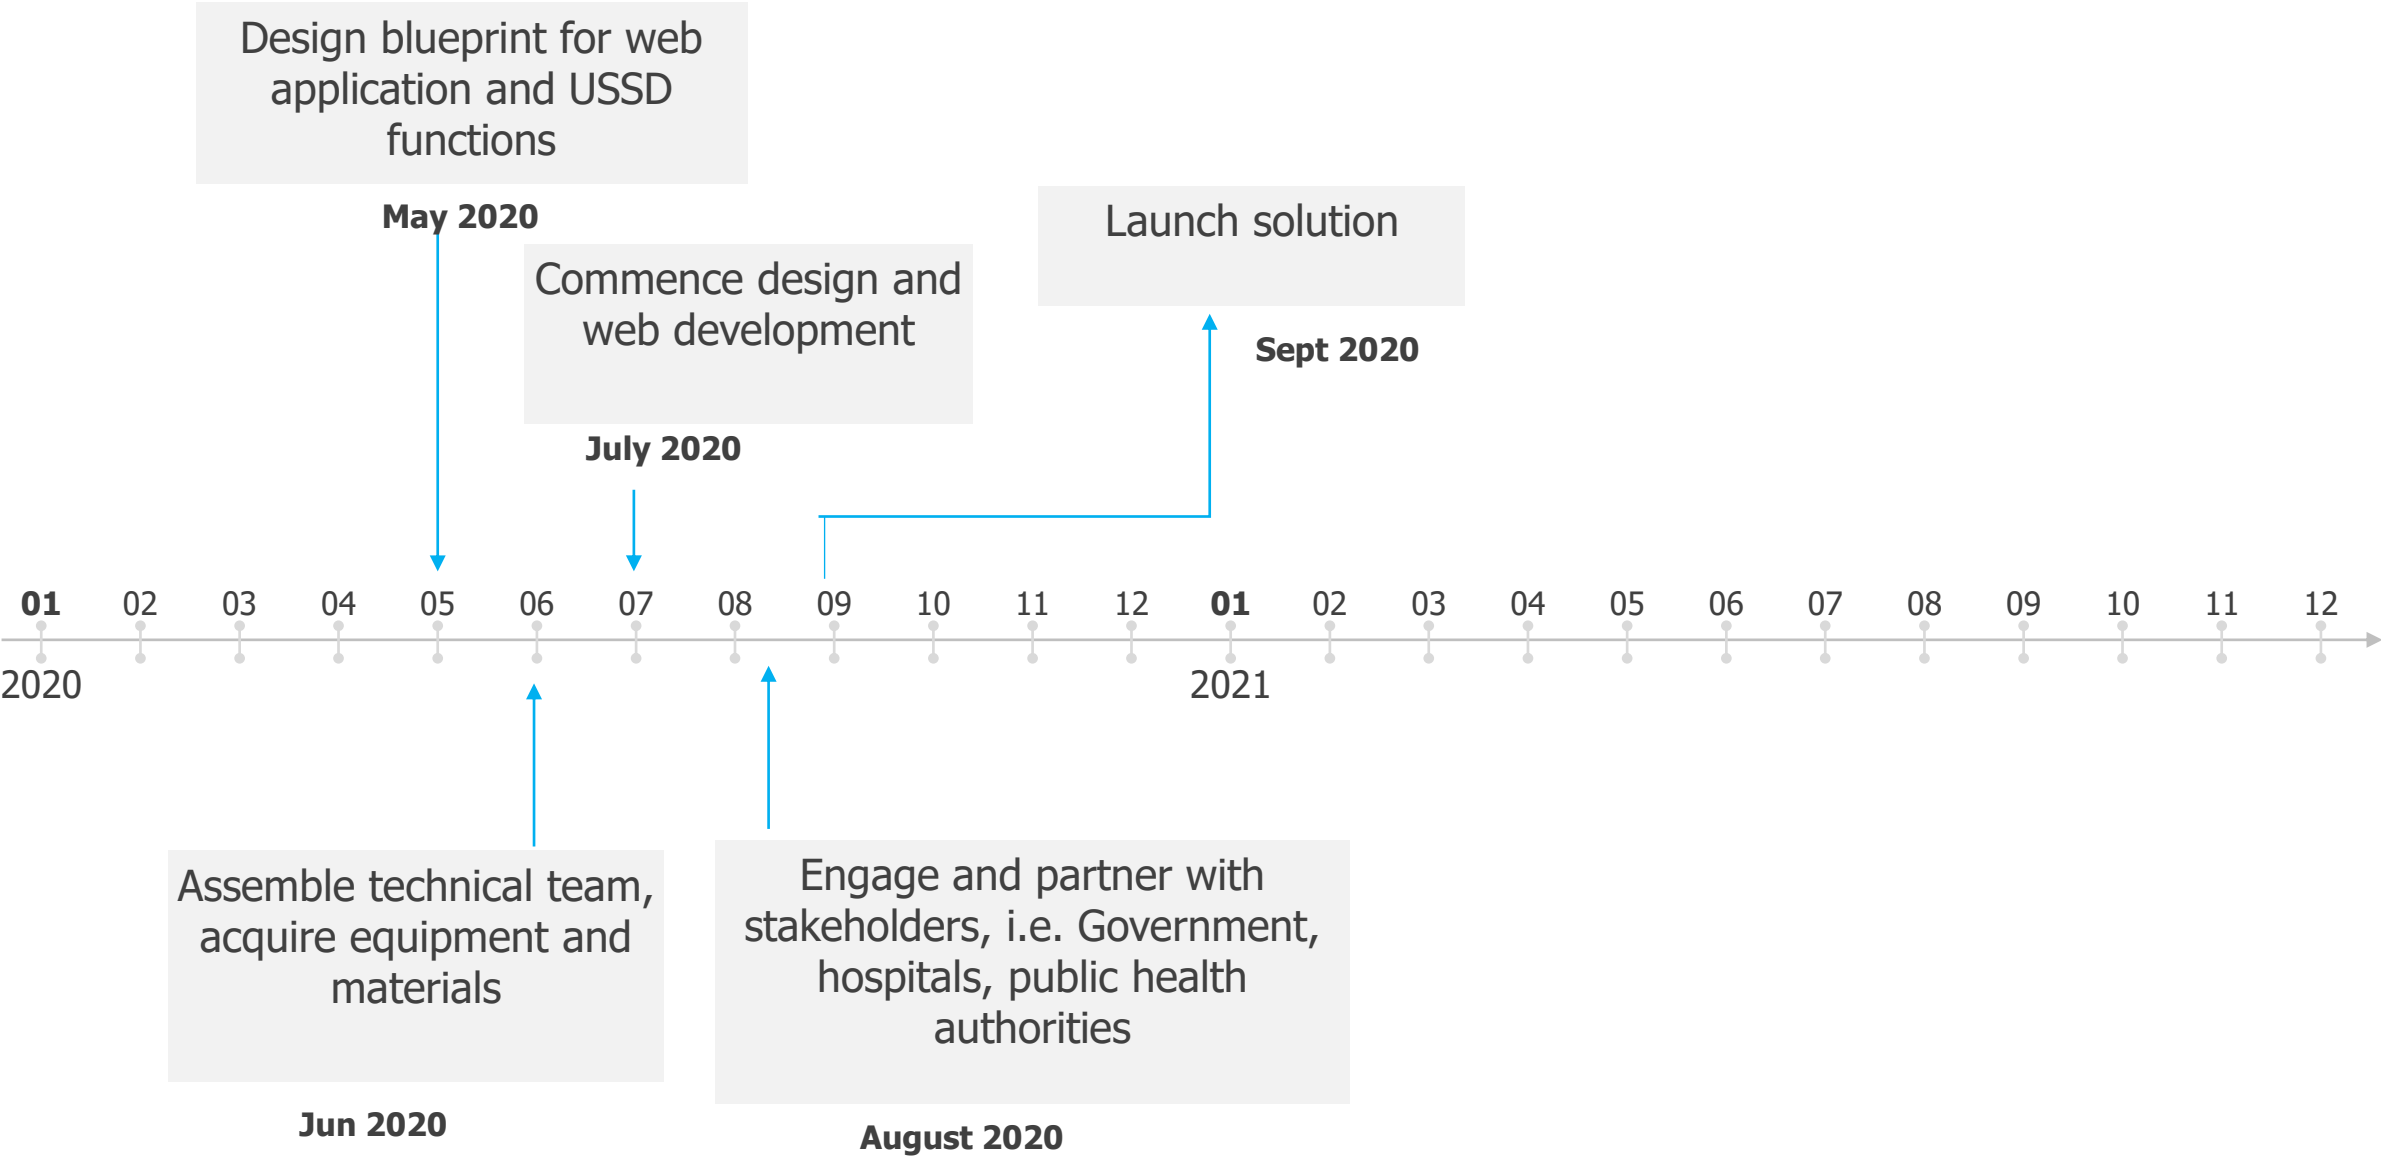 Design blueprint for web
application and USSD
functions
May 2020
Commence design and
web development
July 2020
Launch solution
Sept 2020
01 02 03 04 05 06 07 08 09 10 11 12 01 02 03 04 05 06 07 08 09 10 11 12
2020 2021
Assemble technical team,
acquire equipment and
materials
Jun 2020
Engage and partner with
stakeholders, i.e. Government,
hospitals, public health
authorities
August 2020